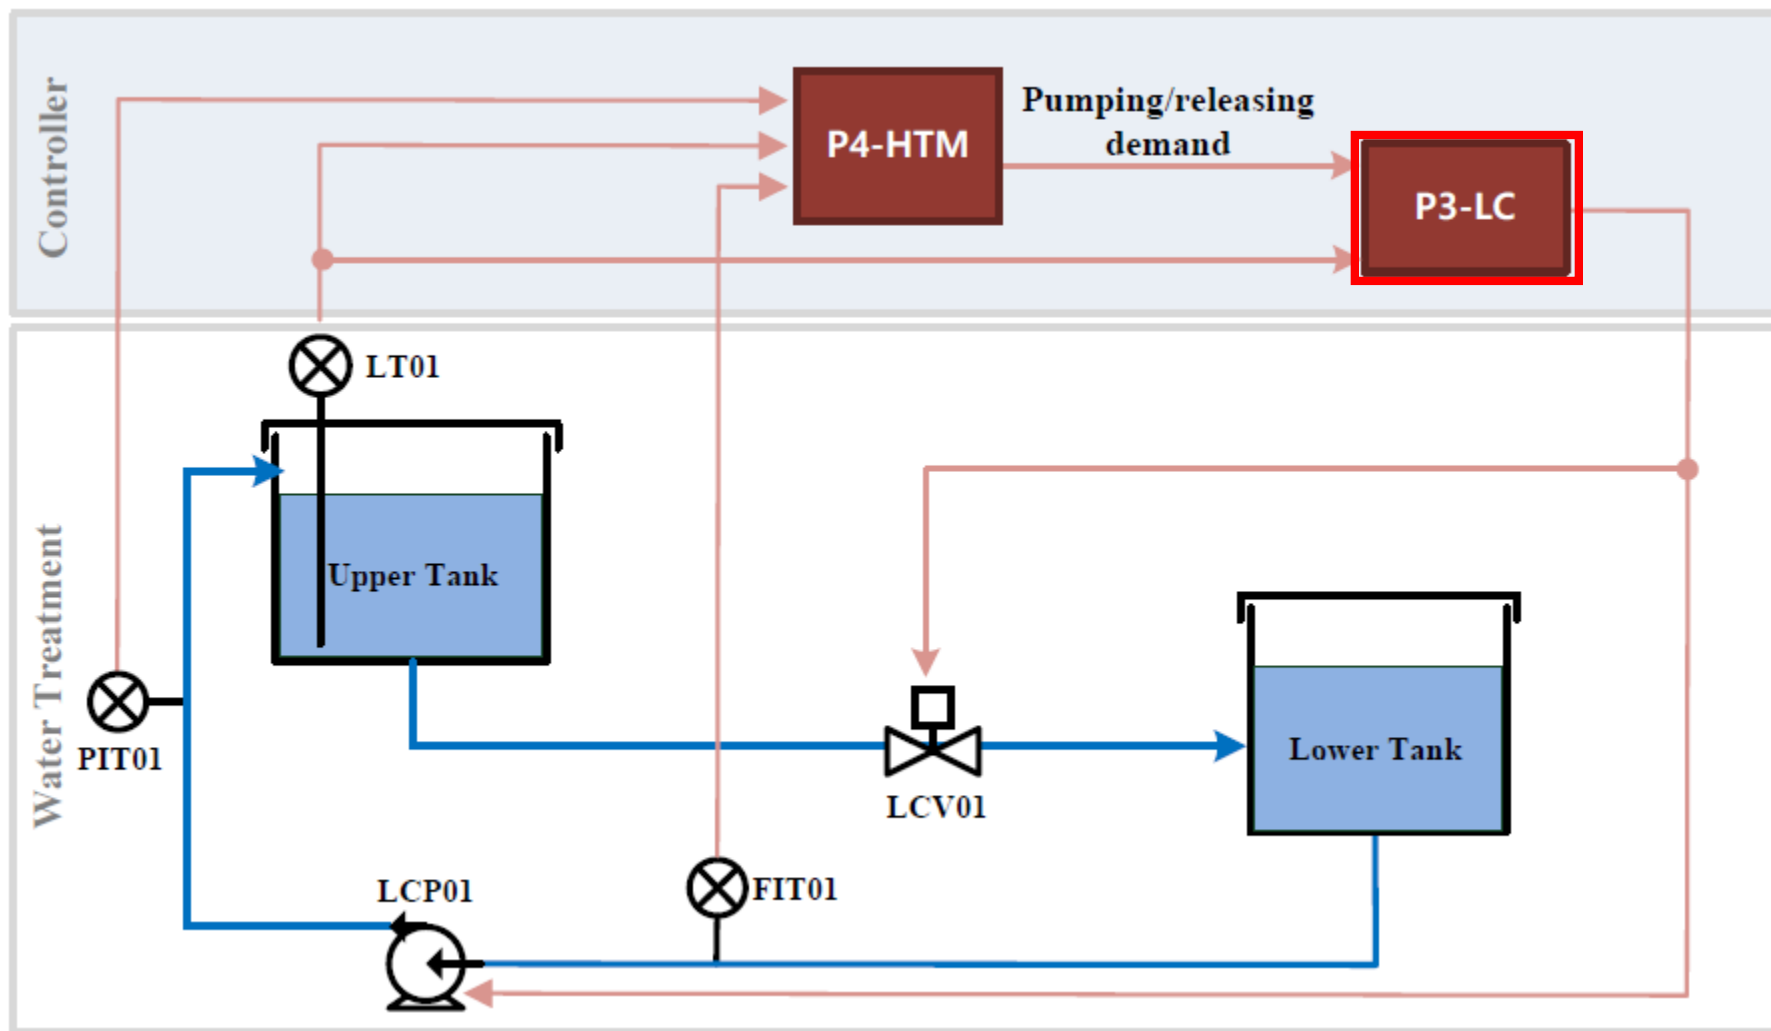 Controller
P4-HTM
Pumping/releasing
demand
P3-LC
LT01
Upper Tank
Water Treatment
PIT01
Lower Tank
LCV01
LCP01
FIT01